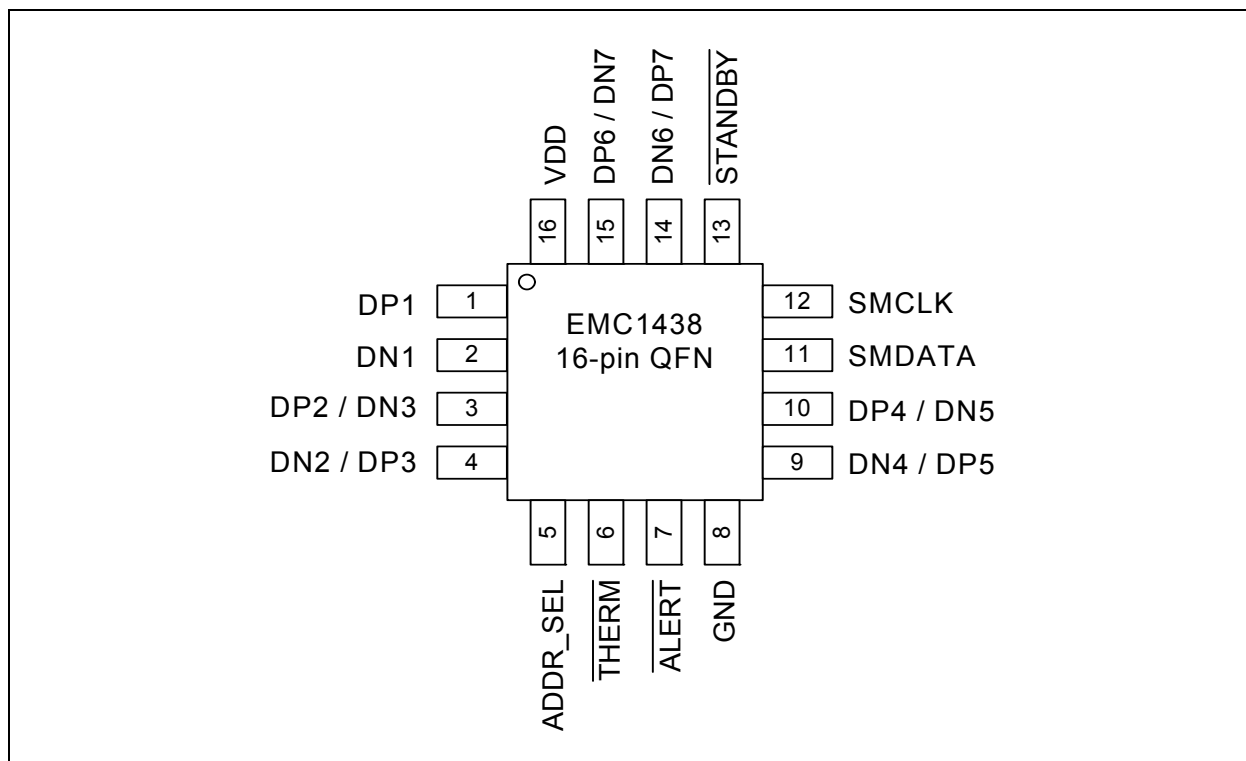 VDD
DP6 / DN7
DN6 / DP7
STANDBY
16
15
14
13
DP1
1
12
SMCLK
EMC1438
16-pin QFN
DN1
2
11
SMDATA
DP2 / DN3
3
10
DP4 / DN5
DN2 / DP3
4
9
DN4 / DP5
5
6
7
8
ADDR_SEL
THERM
ALERT
GND